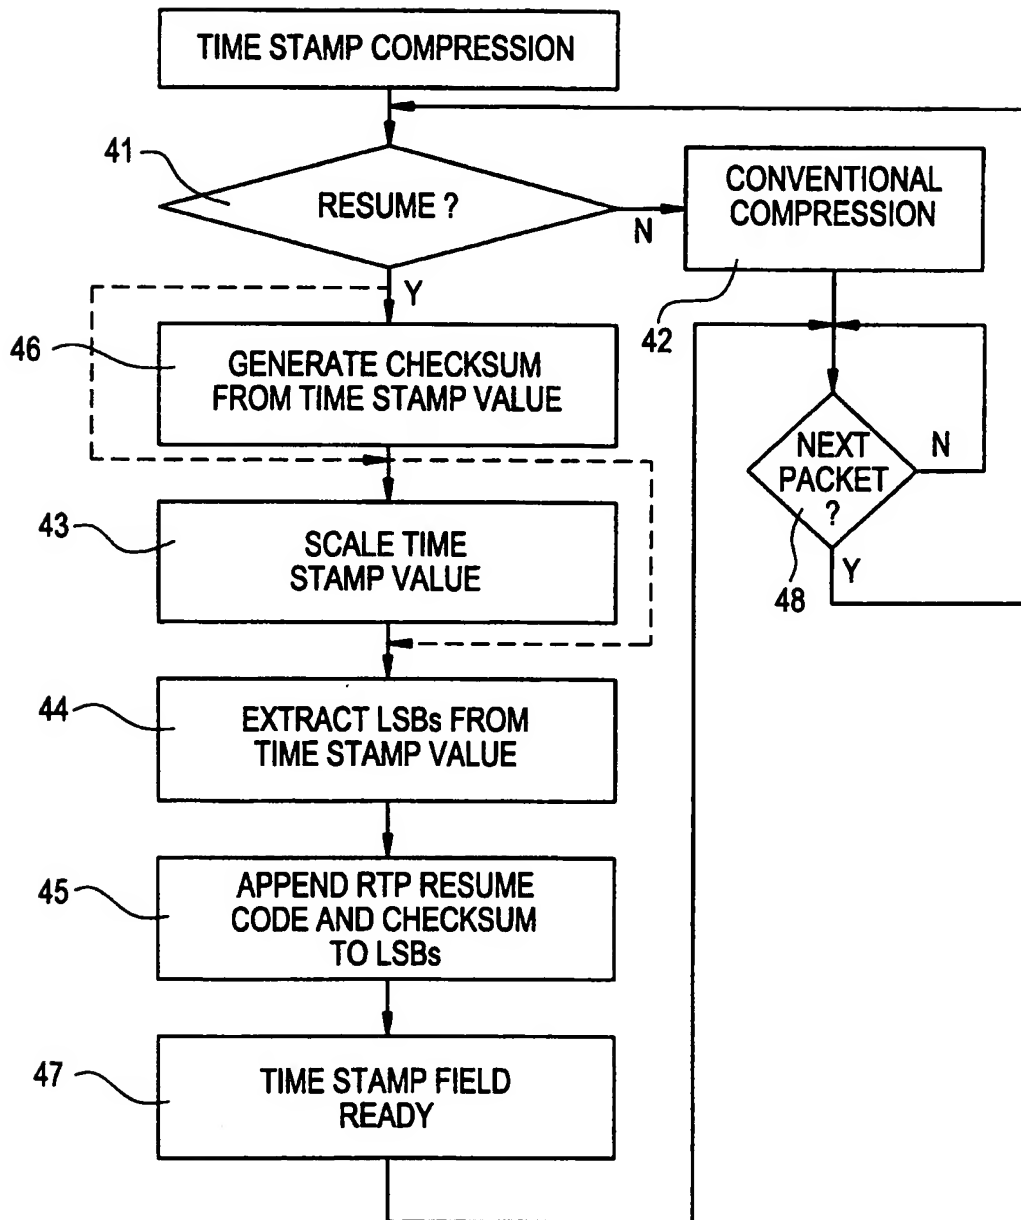 TIME STAMP COMPRESSION
41
RESUME ?
N
CONVENTIONAL
COMPRESSION
42
Y
46
GENERATE CHECKSUM
FROM TIME STAMP VALUE
NEXT
PACKET
?
N
48
Y
43
SCALE TIME
STAMP VALUE
44
EXTRACT LSBs FROM
TIME STAMP VALUE
45
APPEND RTP RESUME
CODE AND CHECKSUM
TO LSBs
47
TIME STAMP FIELD
READY